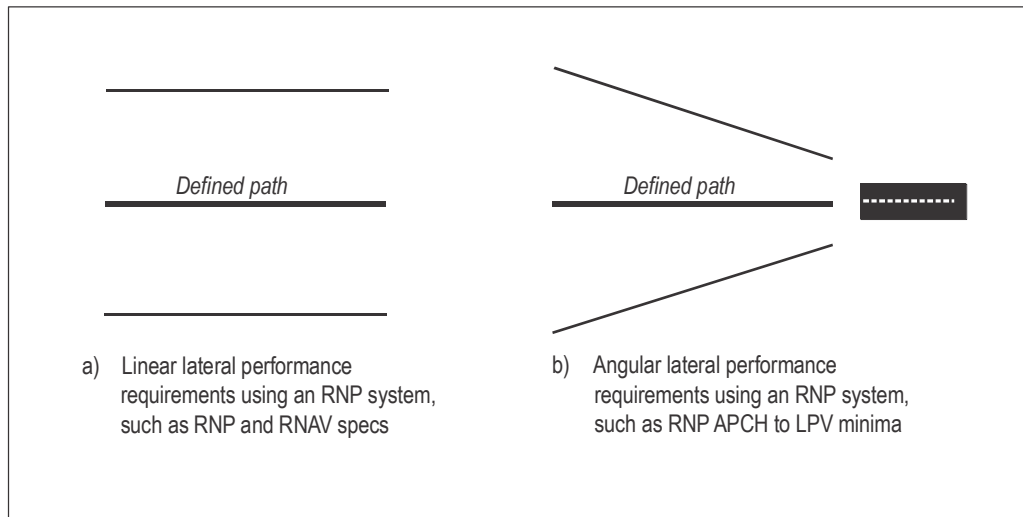 Defined path
Defined path
a) Linear lateral performance
requirements using an RNP system,
such as RNP and RNAV specs
b) Angular lateral performance
requirements using an RNP system,
such as RNP APCH to LPV minima